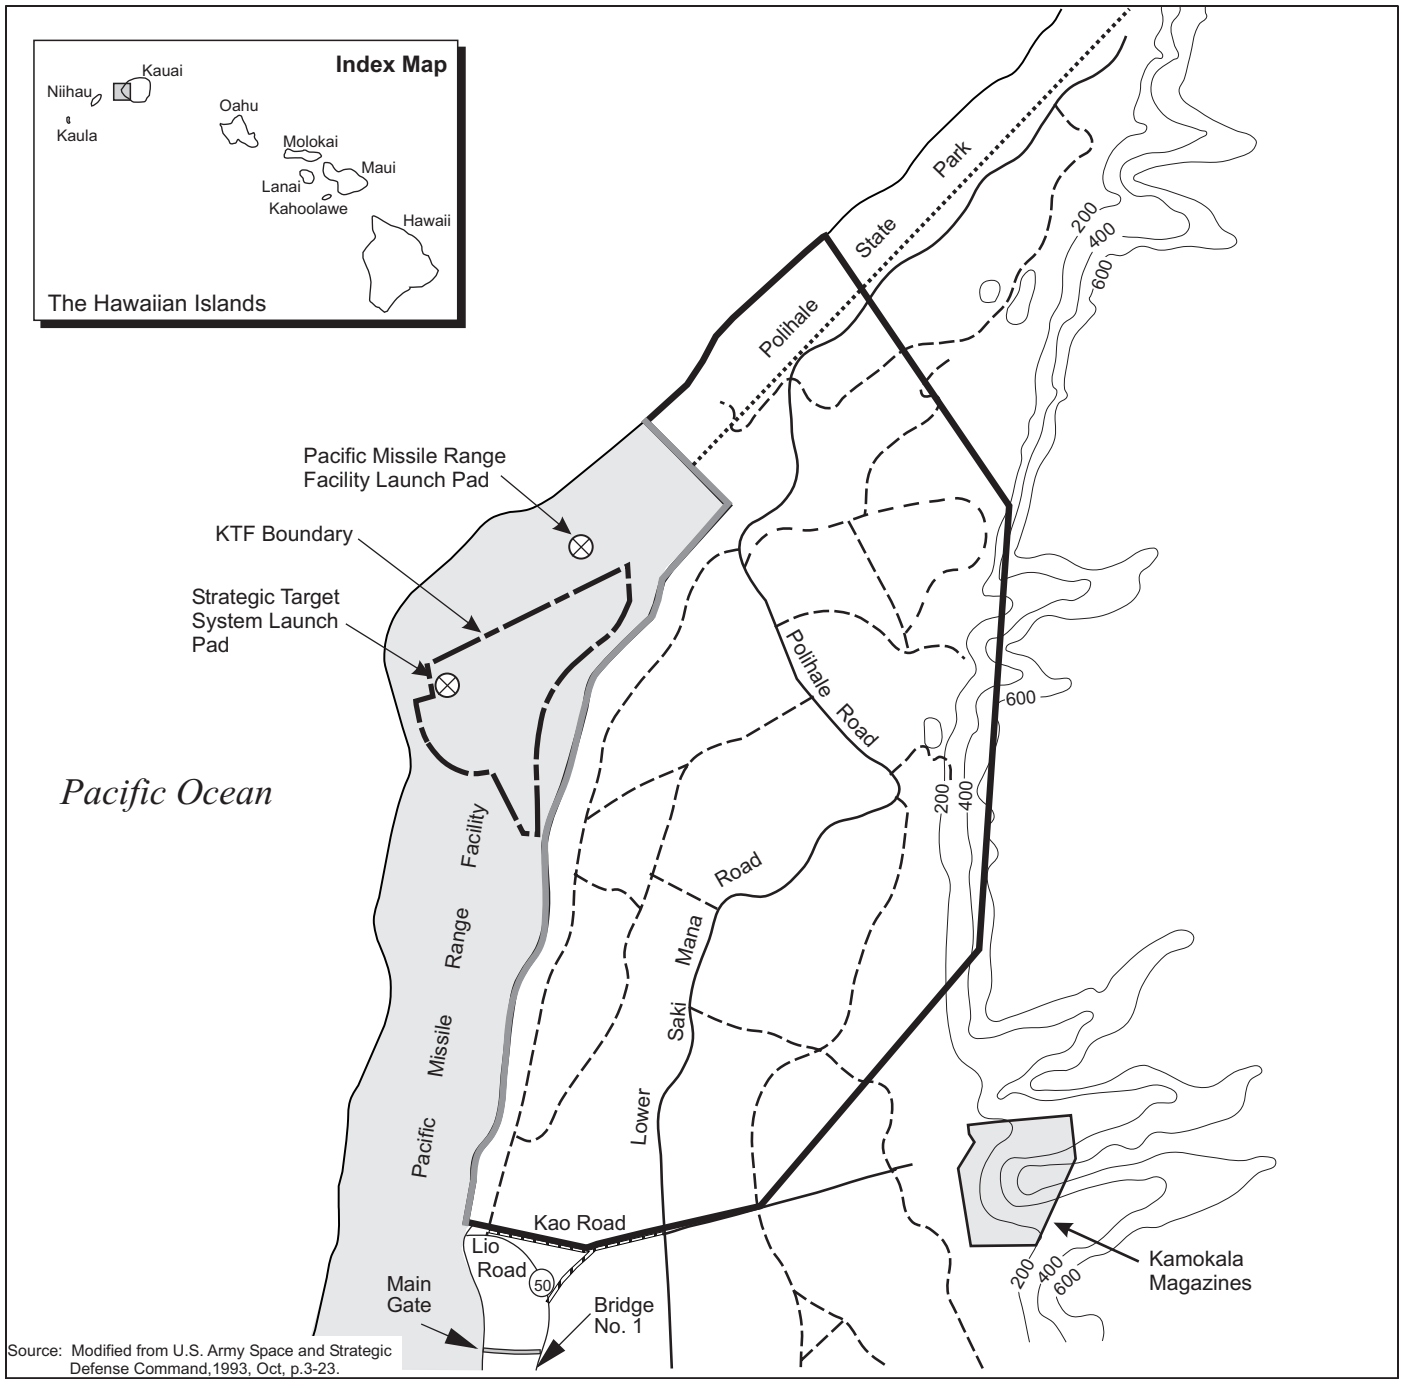 Index Map
Kauai
Niihau
Kaula
Oahu
Molokai
Maui
Lanai
Kahoolawe
Hawaii
The Hawaiian Islands
Park
State
Polihale
200
400
600
Pacific Missile Range
Facility Launch Pad
KTF Boundary
Strategic Target
System Launch
Pad
Polihale Road
600
200
400
Pacific Ocean
Pacific Missile Range Facility
Lower Saki Mana Road
Kao Road
Lio
Road
50
Main
Gate
Bridge
No. 1
Kamokala
Magazines
200
400
600
Source: Modified from U.S. Army Space and Strategic
Defense Command,1993, Oct, p.3-23.